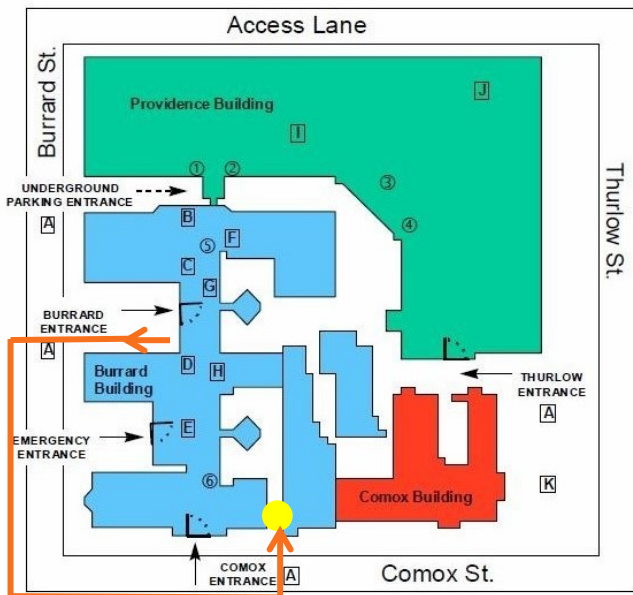 Access Lane
Burrard St.
Providence Building
J
I
① ②
UNDERGROUND
PARKING ENTRANCE
③
Thurlow St.
A
B
④
F
⑤
C
G
BURRARD
ENTRANCE
A
Burrard
Building
D
H
THURLOW
ENTRANCE
A
E
EMERGENCY
ENTRANCE
⑥
K
Comox Building
COMOX
ENTRANCE
A
Comox St.